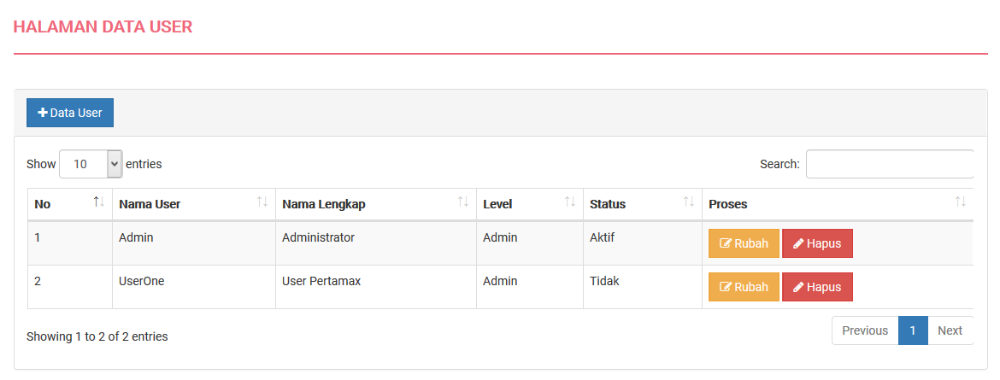 HALAMAN DATA USER
Data User
Show 10 entries Search:
No Nama User Nama Lengkap Level Status Proses
1 Admin Administrator Admin Aktif Rubah Hapus
2 UserOne User Pertamax Admin Tidak Rubah Hapus
Showing 1 to 2 of 2 entries Previous 1 Next